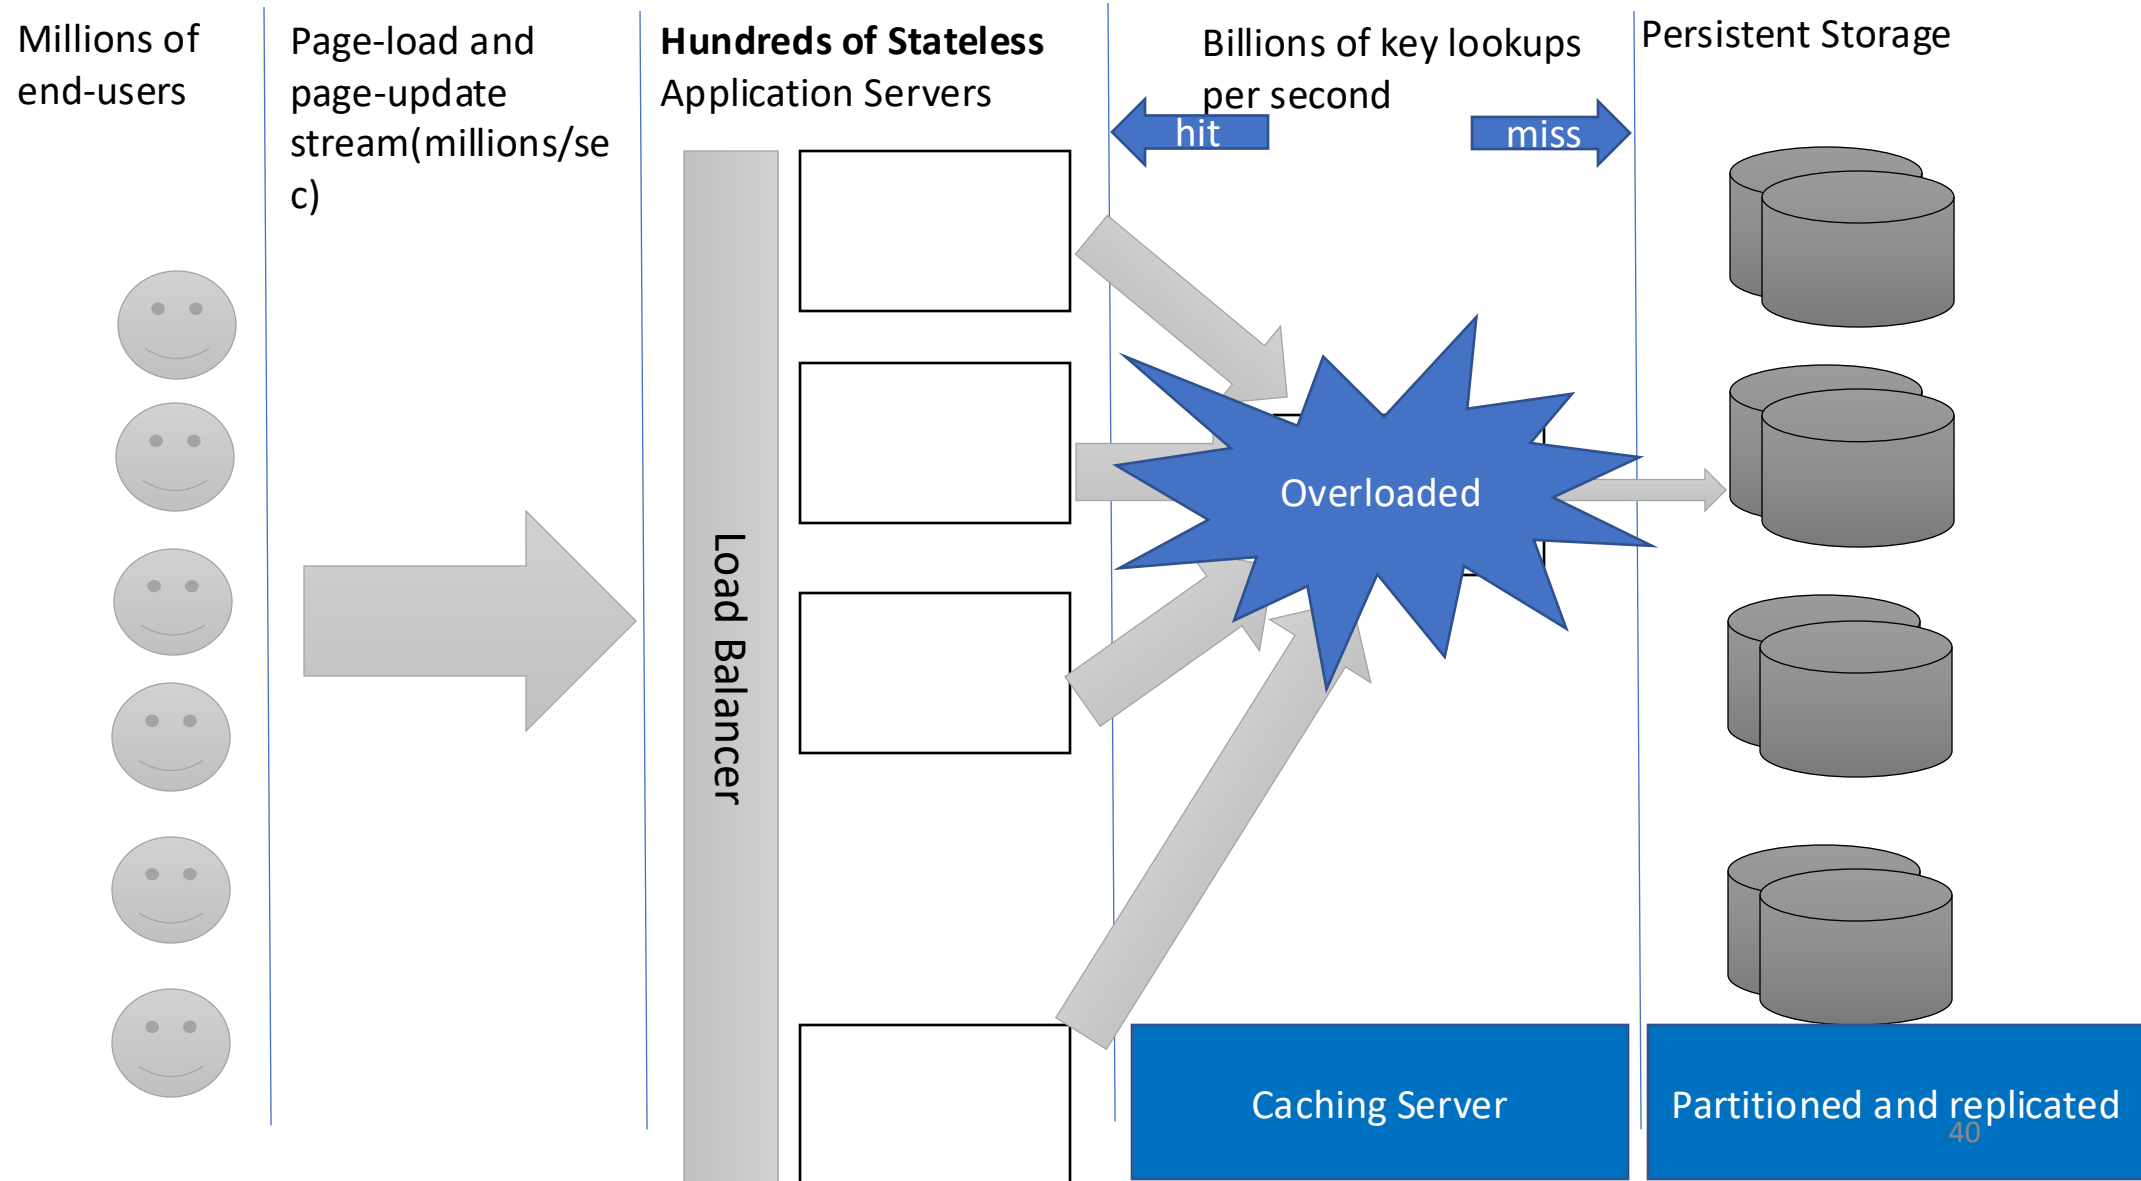 Millions of
end-users
Page-load and
page-update
stream(millions/se
c)
Hundreds of Stateless
Application Servers
Billions of key lookups
per second
hit
miss
Persistent Storage
Load Balancer
Overloaded
Caching Server
Partitioned and replicated
40